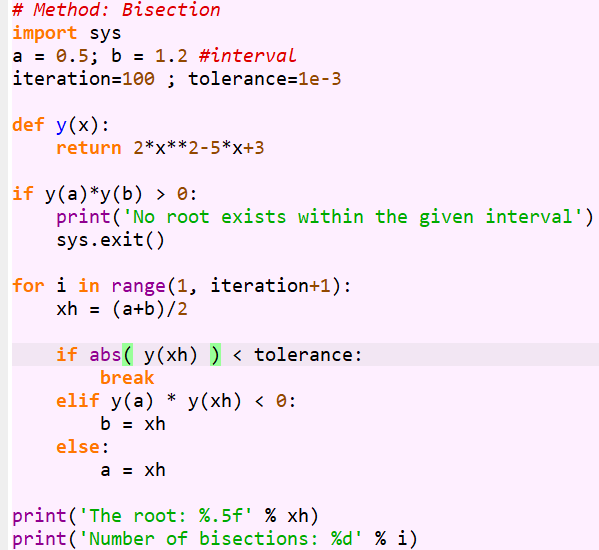 # Method: Bisection
import sys
a = 0.5; b = 1.2 #interval
iteration=100 ; tolerance=1e-3

def y(x):
    return 2*x**2-5*x+3

if y(a)*y(b) > 0:
    print('No root exists within the given interval')
    sys.exit()

for i in range(1, iteration+1):
    xh = (a+b)/2

    if abs( y(xh) ) < tolerance:
        break
    elif y(a) * y(xh) < 0:
        b = xh
    else:
        a = xh

print('The root: %.5f' % xh)
print('Number of bisections: %d' % i)